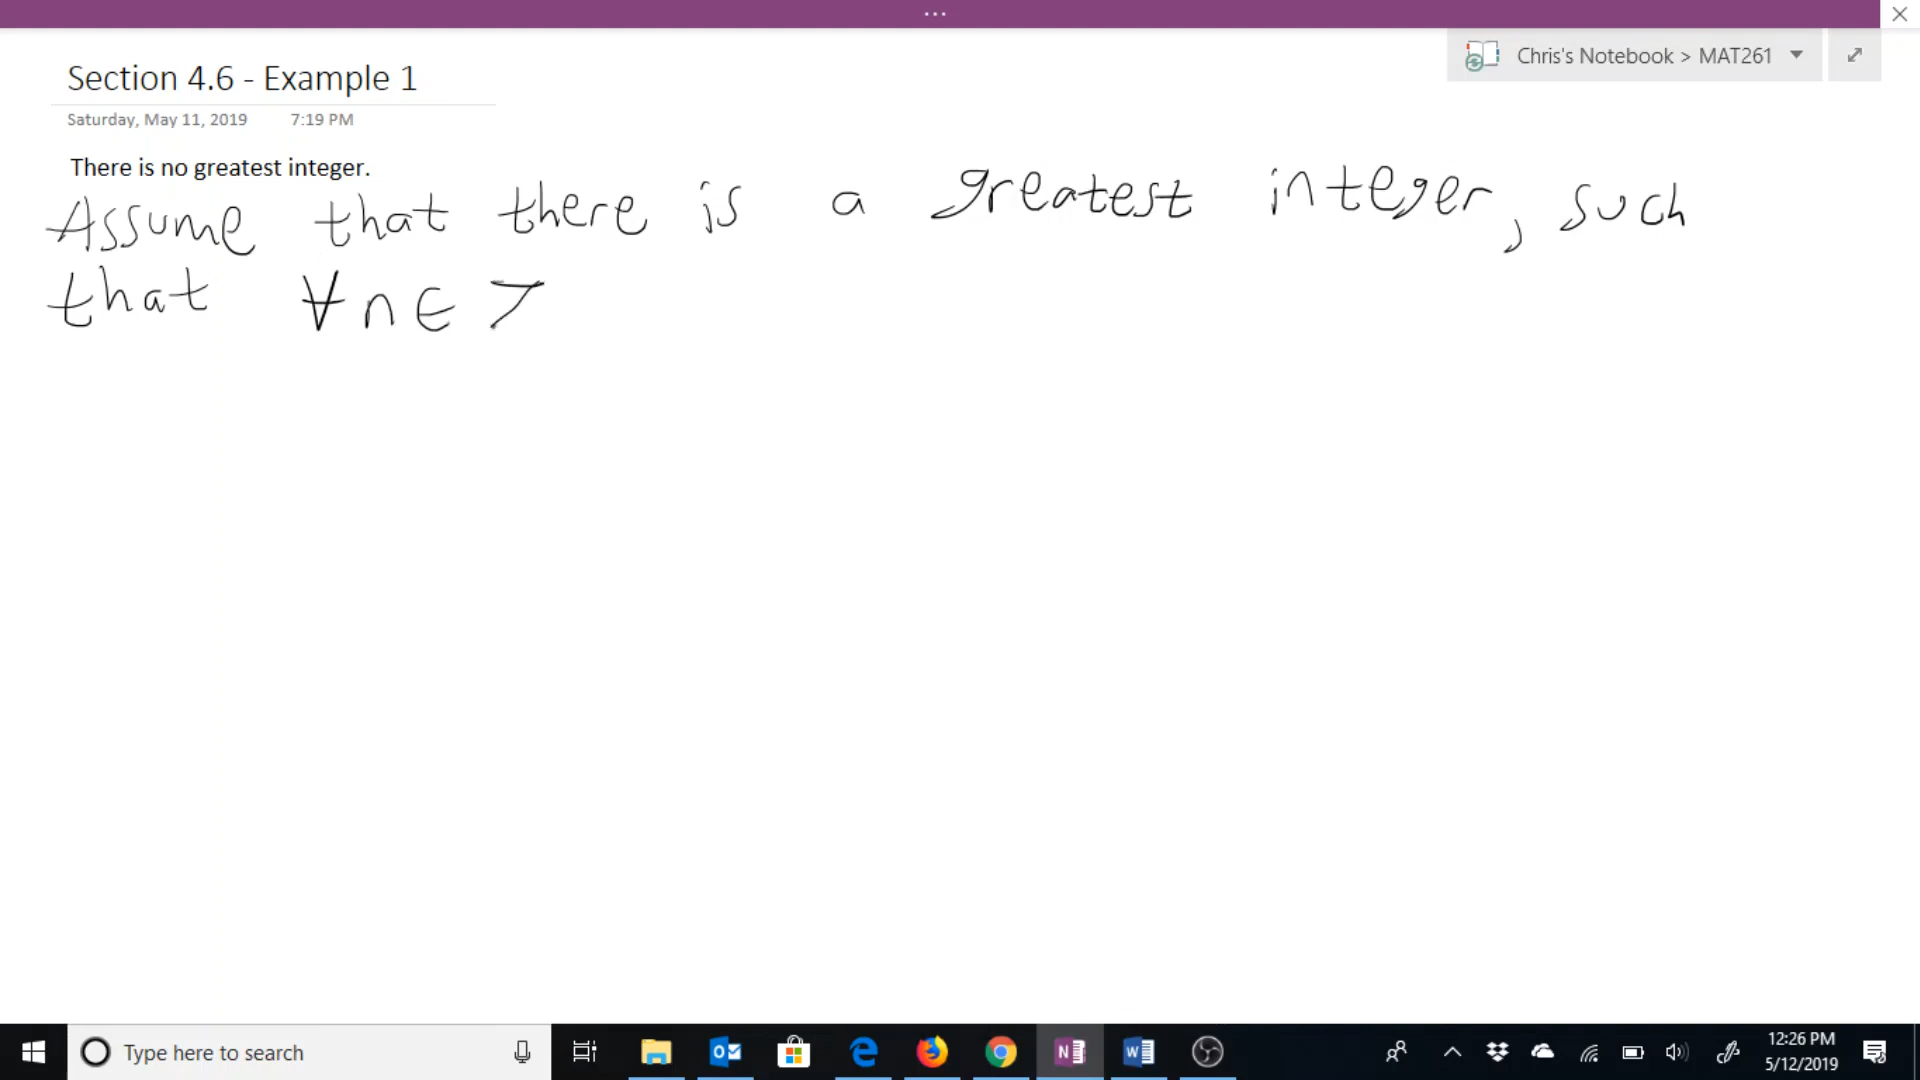 ...
Chris's Notebook > MAT261
Section 4.6 - Example 1
Saturday, May 11, 2019 7:19 PM
There is no greatest integer.
Assume that there is a greatest integer, such
that ∀n∈
Type here to search
12:26 PM
5/12/2019